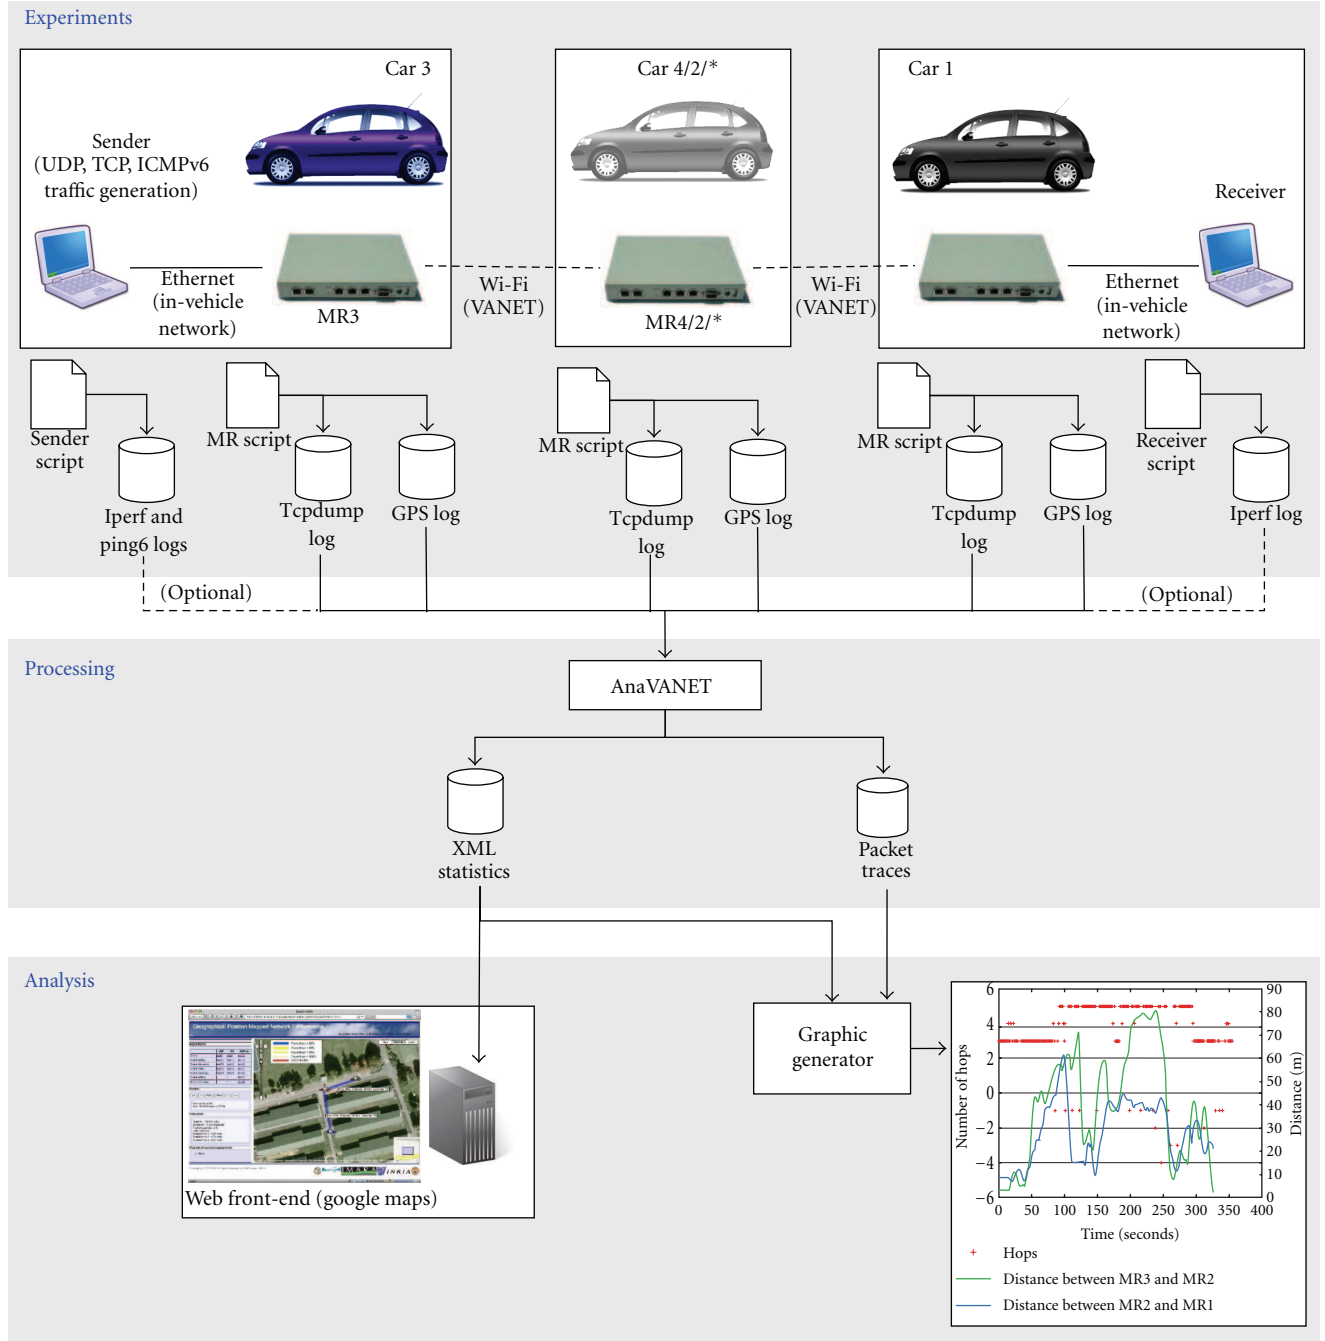 Experiments
Car 3
Car 4/2/*
Car 1
Sender
(UDP, TCP, ICMPv6
traffic generation)
Receiver
Ethernet
(in-vehicle
network)
MR3
Wi-Fi
(VANET)
MR4/2/*
Wi-Fi
(VANET)
Ethernet
(in-vehicle
network)
Sender
script
MR script
MR script
MR script
Receiver
script
Iperf and
ping6 logs
Tcpdump
log
GPS log
Tcpdump
log
GPS log
Tcpdump
log
GPS log
Iperf log
(Optional)
(Optional)
Processing
AnaVANET
XML
statistics
Packet
traces
Analysis
Geographical Position Mapped Network
IMARA
INRIA
Web front-end (google maps)
Graphic
generator
6
4
2
0
−2
−4
−6
Number of hops
90
80
70
60
50
40
30
20
10
0
Distance (m)
0 50 100 150 200 250 300 350 400
Time (seconds)
Hops
Distance between MR3 and MR2
Distance between MR2 and MR1